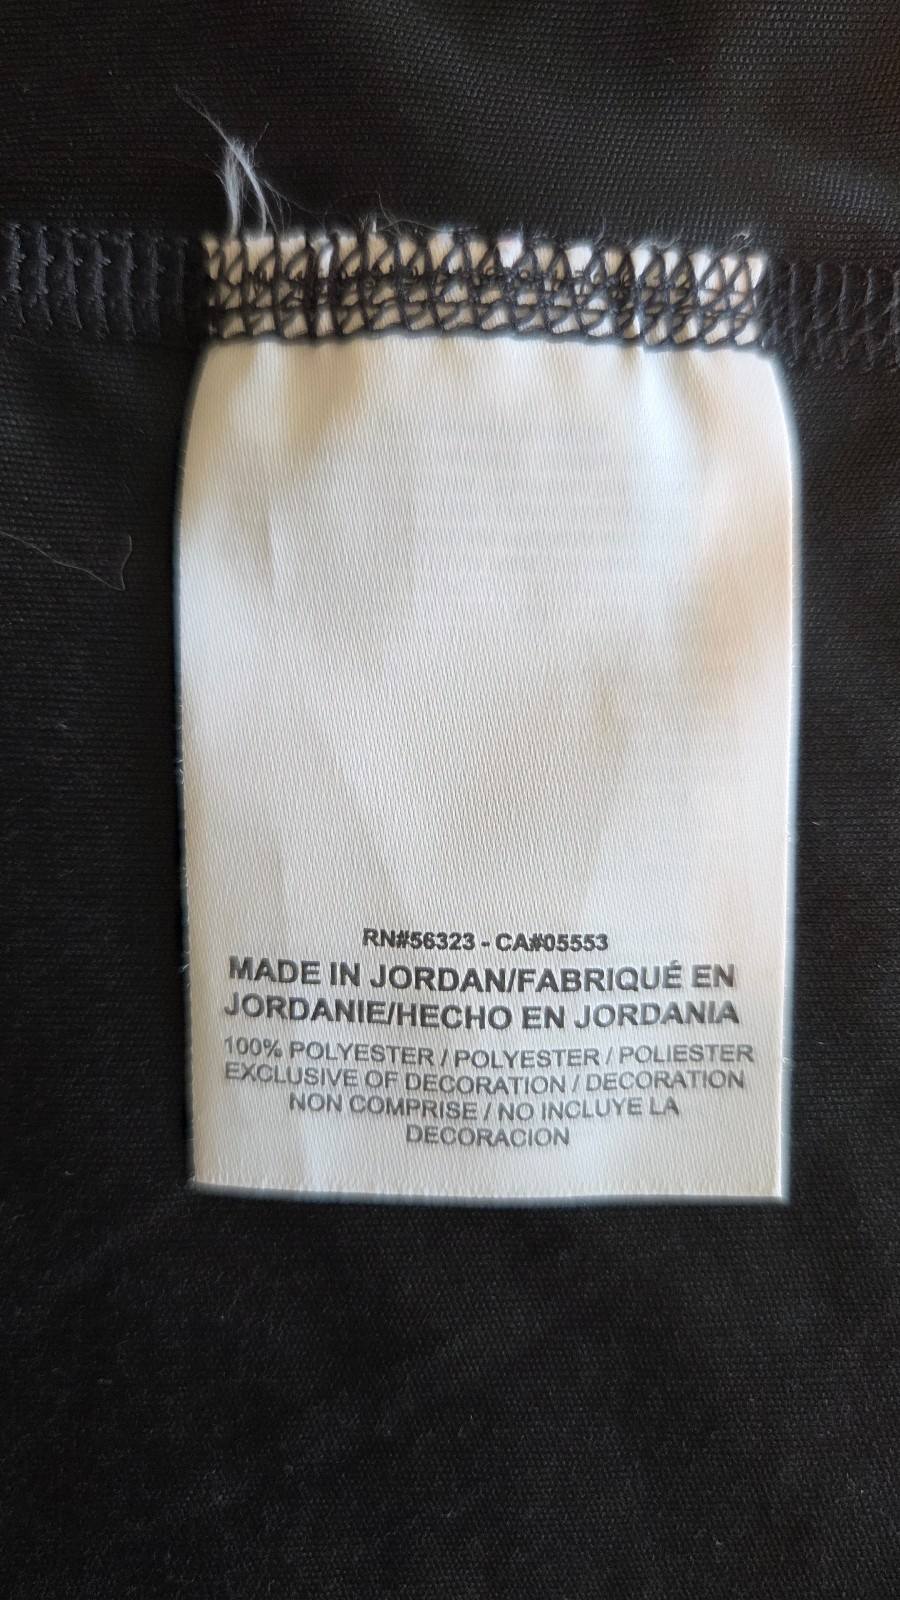 RN#56323 - CA#05553
MADE IN JORDAN/FABRIQUÉ EN
JORDANIE/HECHO EN JORDANIA
100% POLYESTER / POLYESTER / POLIESTER
EXCLUSIVE OF DECORATION / DECORATION
NON COMPRISE / NO INCLUYE LA
DECORACION